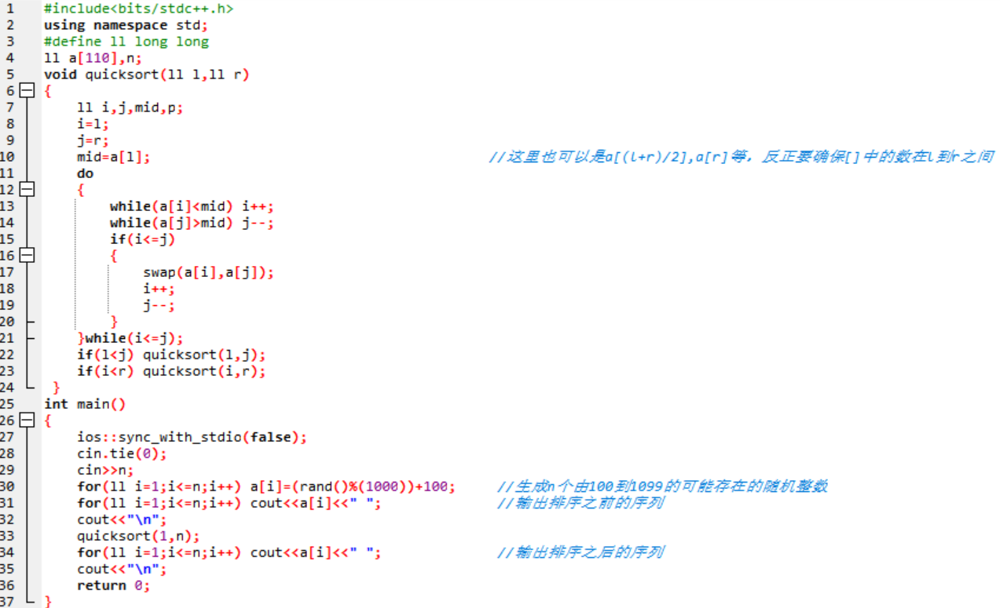 1 #include<bits/stdc++.h>
2 using namespace std;
3 #define ll long long
4 ll a[110],n;
5 void quicksort(ll l,ll r)
6 {
7 ll i,j,mid,p;
8 i=l;
9 j=r;
10 mid=a[l]; //这里也可以是a[(l+r)/2],a[r]等，反正要确保[]中的数在l到r之间
11 do
12 {
13 while(a[i]<mid) i++;
14 while(a[j]>mid) j--;
15 if(i<=j)
16 {
17 swap(a[i],a[j]);
18 i++;
19 j--;
20 }
21 }while(i<=j);
22 if(l<j) quicksort(l,j);
23 if(i<r) quicksort(i,r);
24 }
25 int main()
26 {
27 ios::sync_with_stdio(false);
28 cin.tie(0);
29 cin>>n;
30 for(ll i=1;i<=n;i++) a[i]=(rand()%(1000))+100; //生成n个由100到1099的可能存在的随机整数
31 for(ll i=1;i<=n;i++) cout<<a[i]<<" "; //输出排序之前的序列
32 cout<<"\n";
33 quicksort(1,n);
34 for(ll i=1;i<=n;i++) cout<<a[i]<<" "; //输出排序之后的序列
35 cout<<"\n";
36 return 0;
37 }